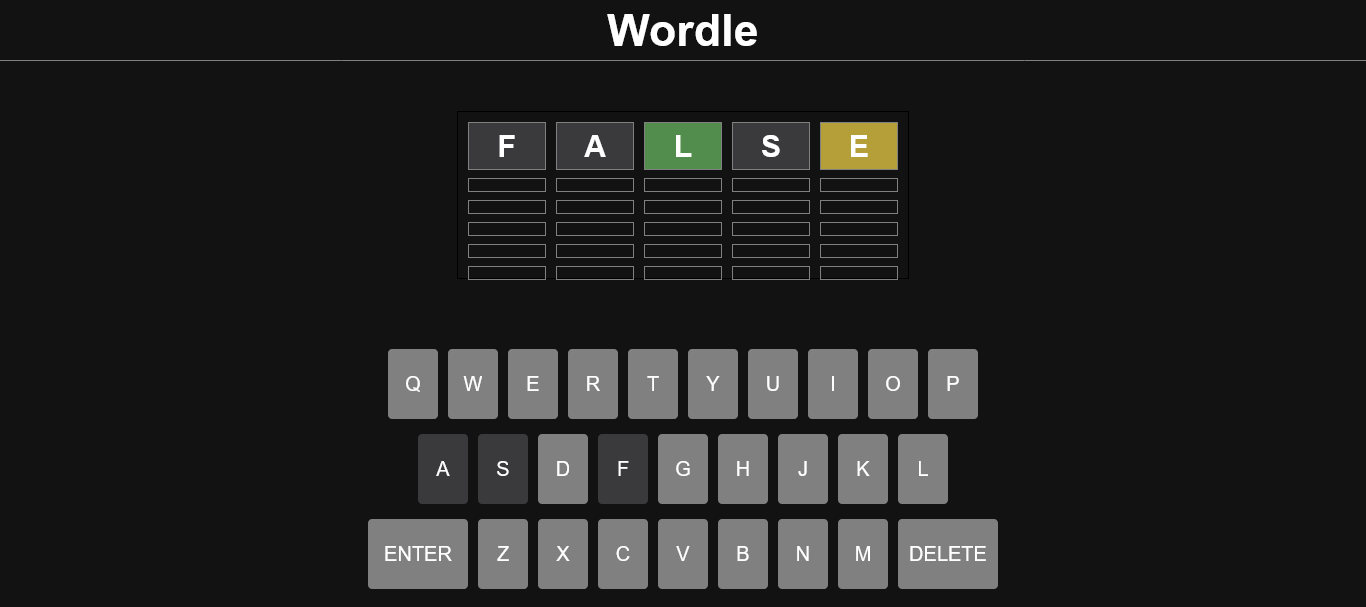 Wordle
F A L S E
Q W E R T Y U I O P
A S D F G H J K L
ENTER Z X C V B N M DELETE